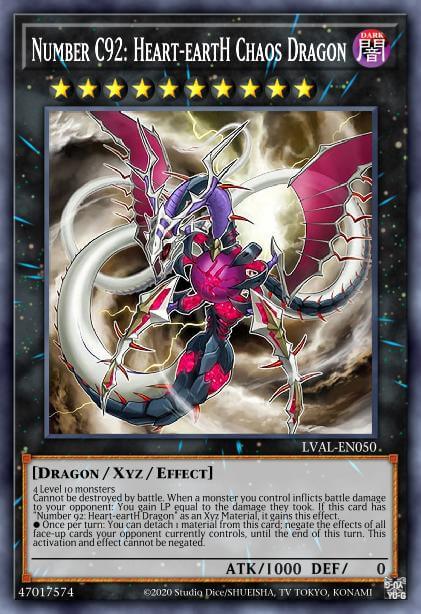 Number C92: Heart-eartH Chaos Dragon
DARK
闇
LVAL-EN050
[Dragon / Xyz / Effect]
4 Level 10 monsters
Cannot be destroyed by battle. When a monster you control inflicts battle damage
to your opponent: You gain LP equal to the damage they took. If this card has
"Number 92: Heart-eartH Dragon" as an Xyz Material, it gains this effect.
● Once per turn: You can detach 1 material from this card; negate the effects of all
face-up cards your opponent currently controls, until the end of this turn. This
activation and effect cannot be negated.
ATK/1000 DEF/ 0
47017574
©2020 Studio Dice/SHUEISHA, TV TOKYO, KONAMI